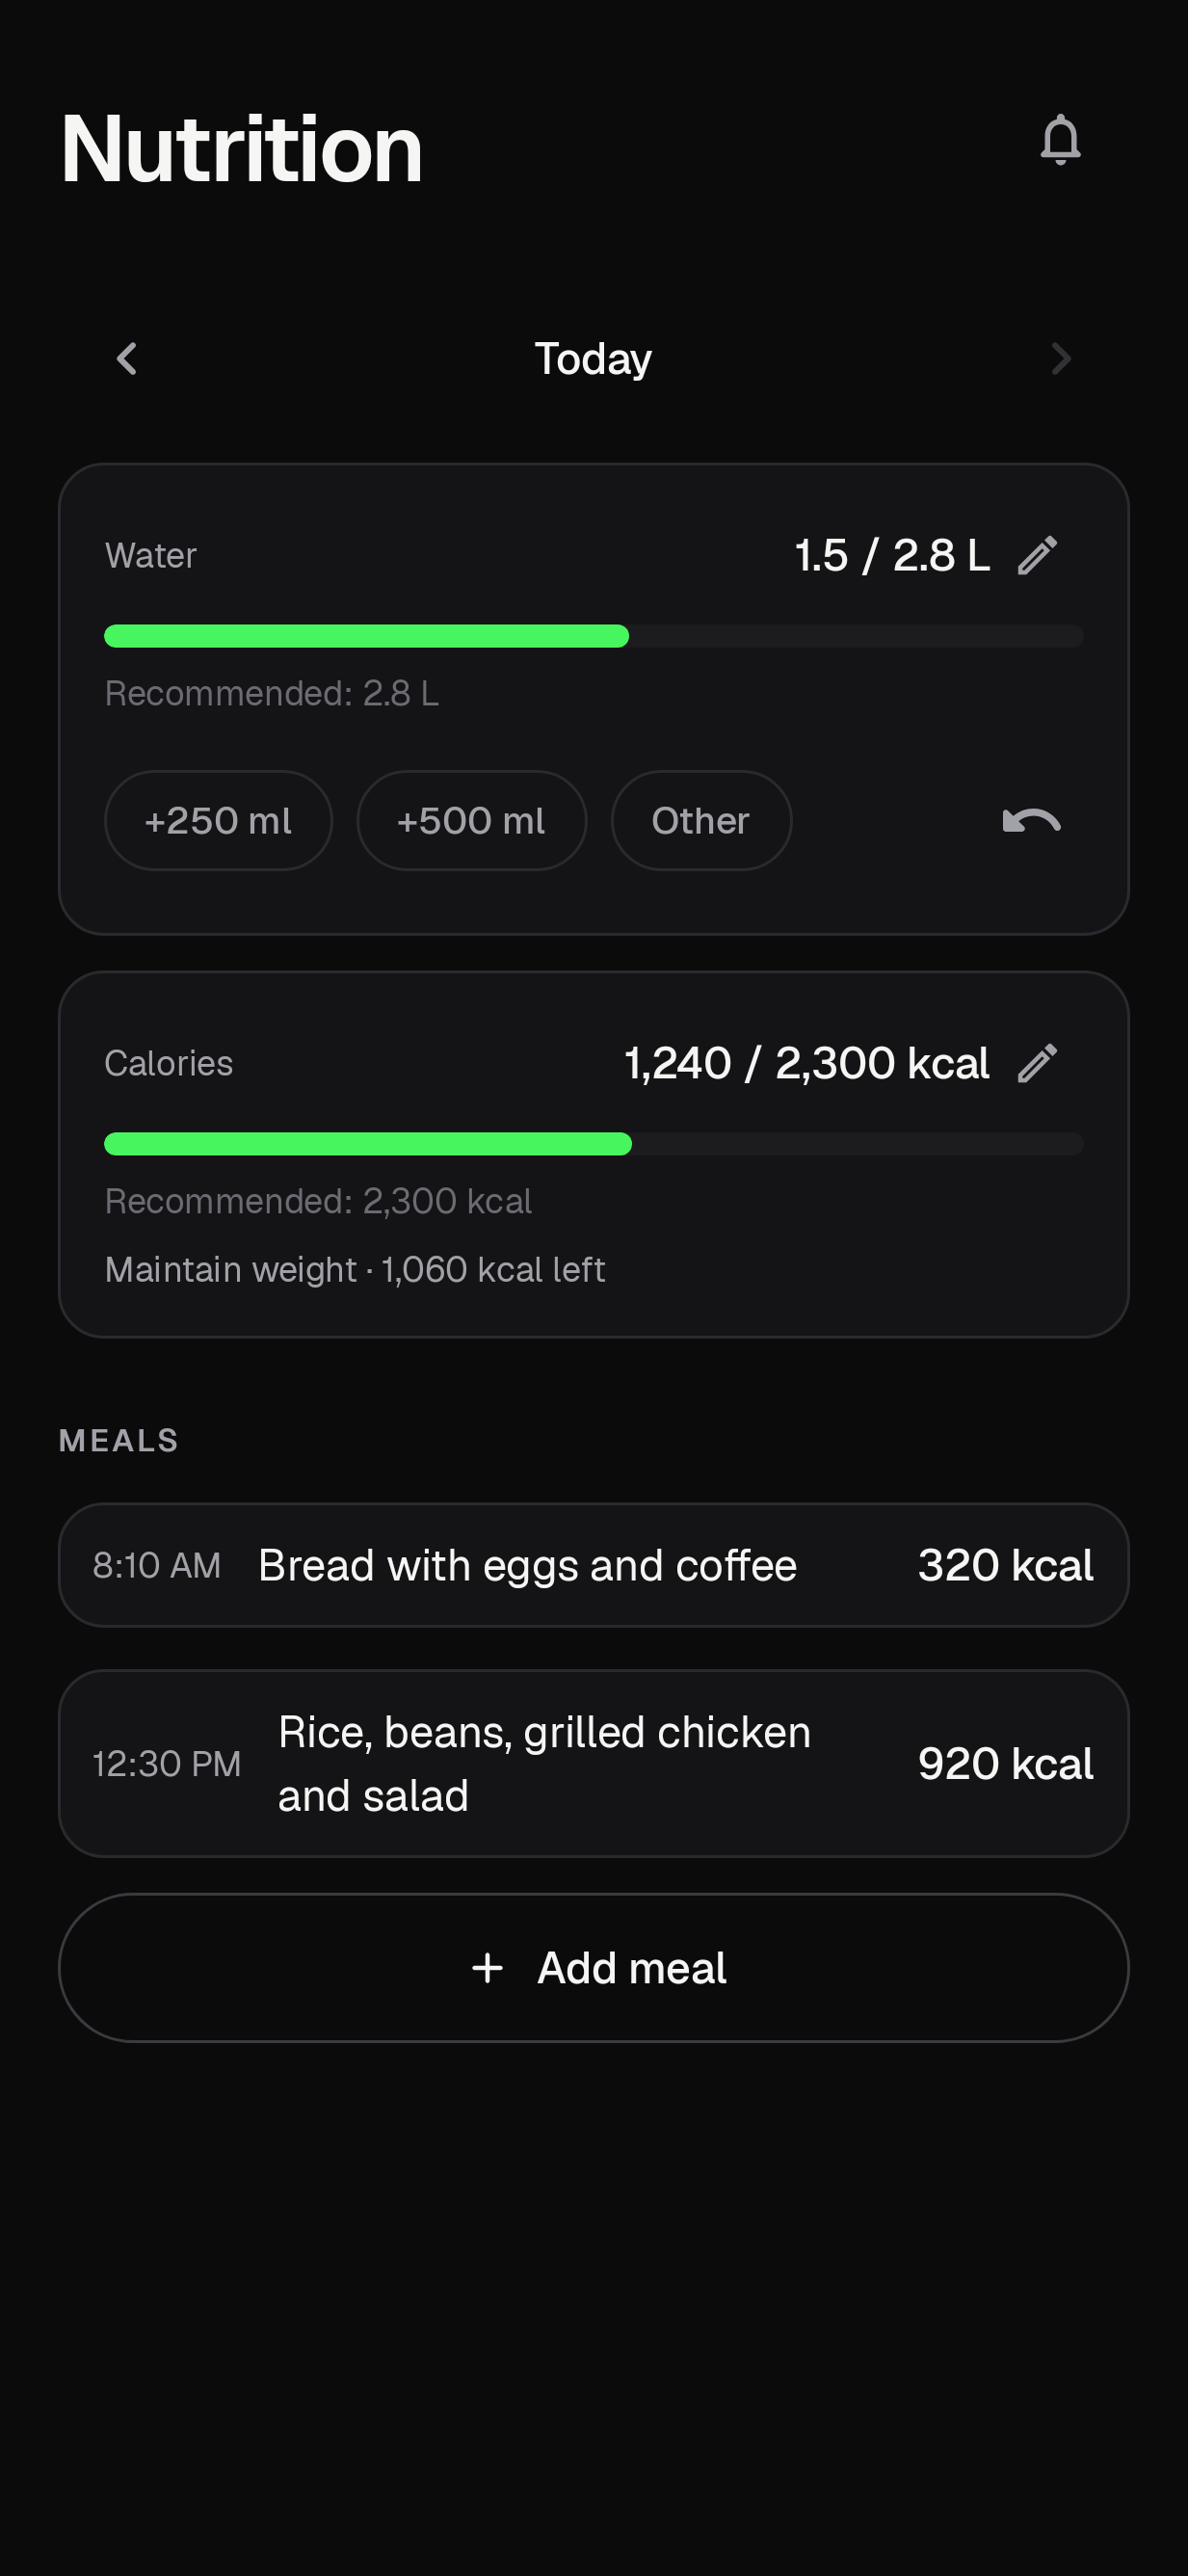 Nutrition
Today
Water
1.5 / 2.8 L
Recommended: 2.8 L
+250 ml
+500 ml
Other
Calories
1,240 / 2,300 kcal
Recommended: 2,300 kcal
Maintain weight · 1,060 kcal left
MEALS
8:10 AM Bread with eggs and coffee 320 kcal
12:30 PM
Rice, beans, grilled chicken
and salad
920 kcal
+ Add meal